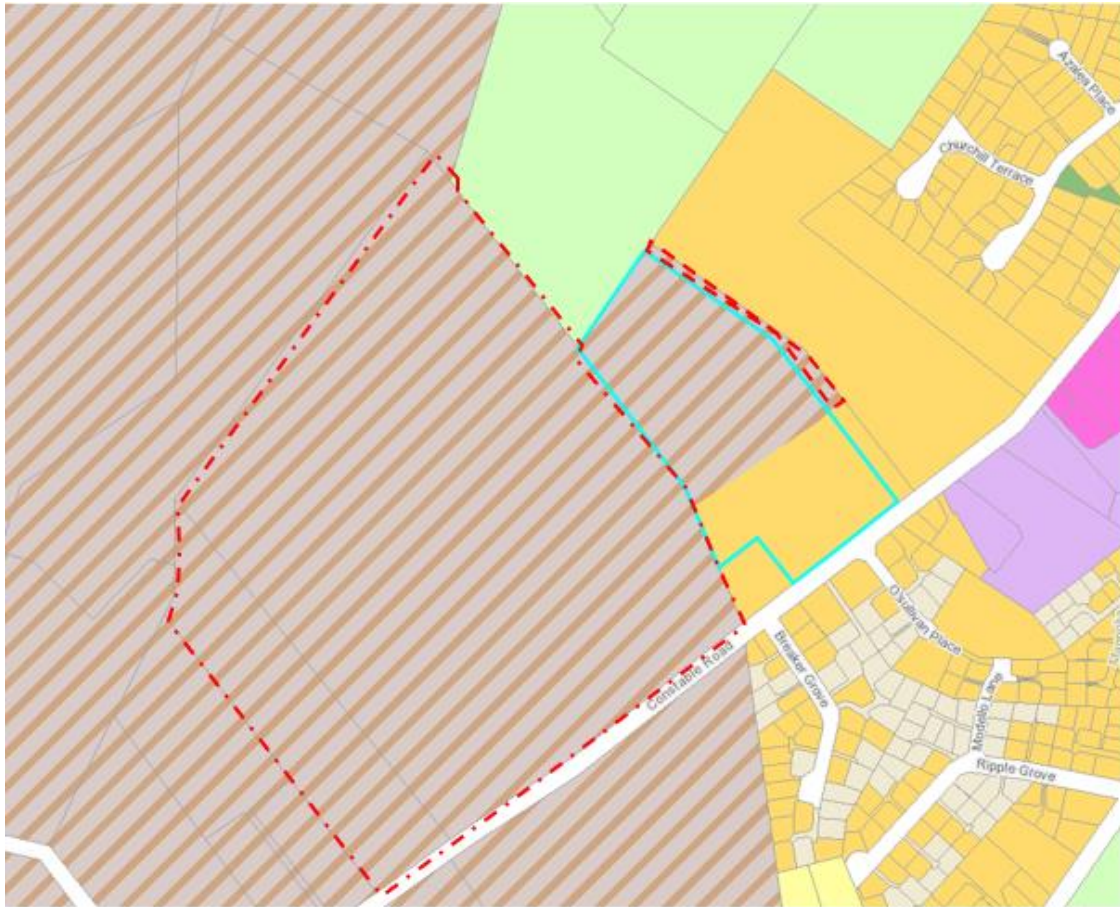 Azalea Place
Churchill Terrace
O'sullivan Place
Constable Road
Breaker Grove
Modello Lane
Ripple Grove